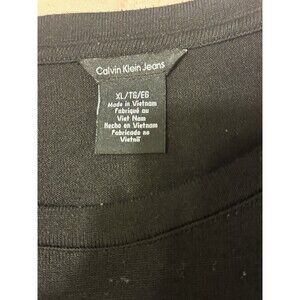 Calvin Klein Jeans
XL/TG/EG
Made in Vietnam
Fabriqué au
Viet Nam
Hecho en Vietnam
Fabricado no
Vietnã